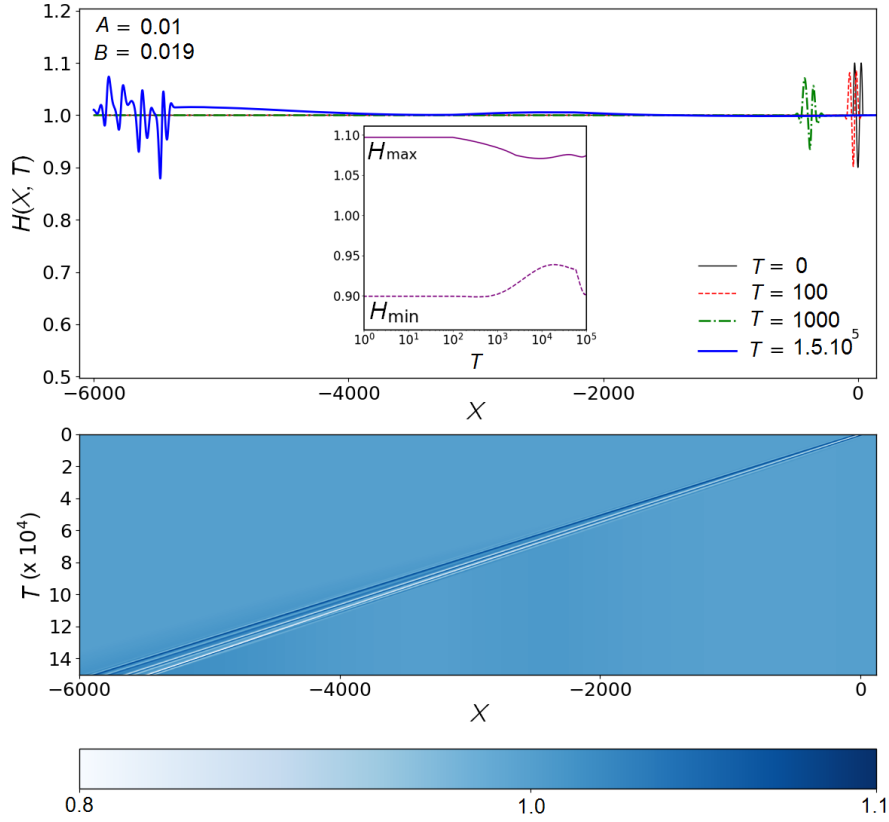 A = 0.01
B = 0.019
H(X, T)
1.2
1.1
1.0
0.9
0.8
0.7
0.6
0.5
1.10
1.05
1.00
0.95
0.90
Hmax
Hmin
10^0 10^1 10^2 10^3 10^4 10^5
T
T = 0
T = 100
T = 1000
T = 1.5.10^5
−6000 −4000 −2000 0
X
T (x 10^4)
0
2
4
6
8
10
12
14
−6000 −4000 −2000 0
X
0.8 1.0 1.1